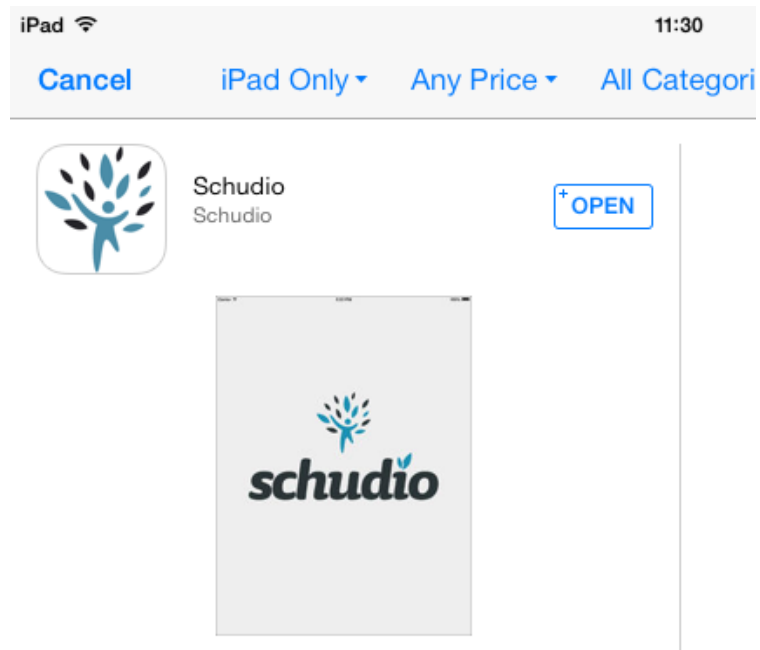 iPad 11:30
Cancel iPad Only Any Price All Categori
Schudio
Schudio
+OPEN
schudio